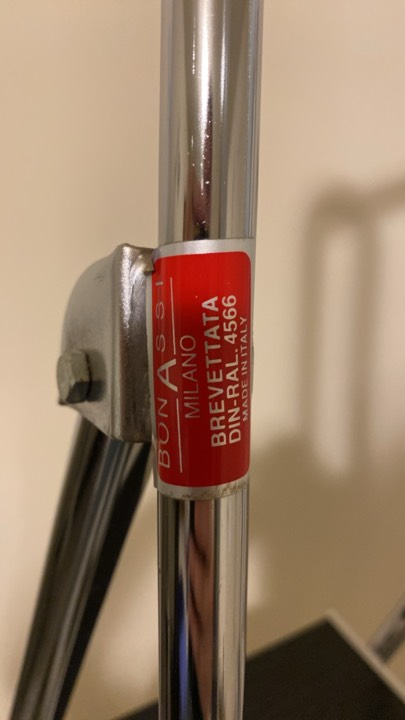 BONASSI
MILANO
BREVETTATA
DIN-RAL. 4566
MADE IN ITALY